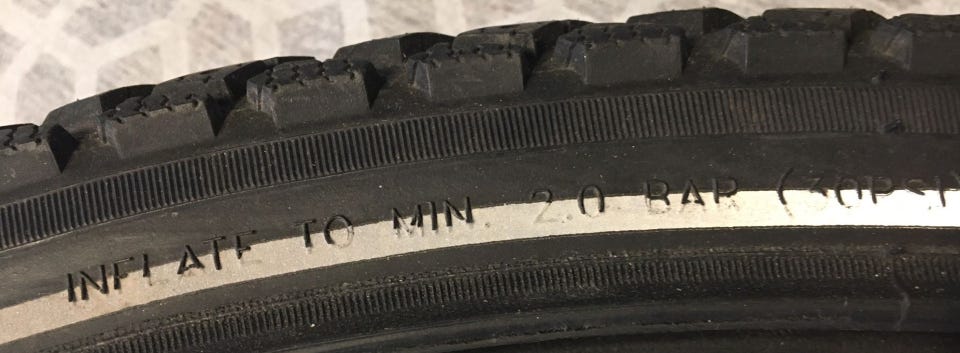 INFLATE TO MIN. 2.0 BAR (30PSI)